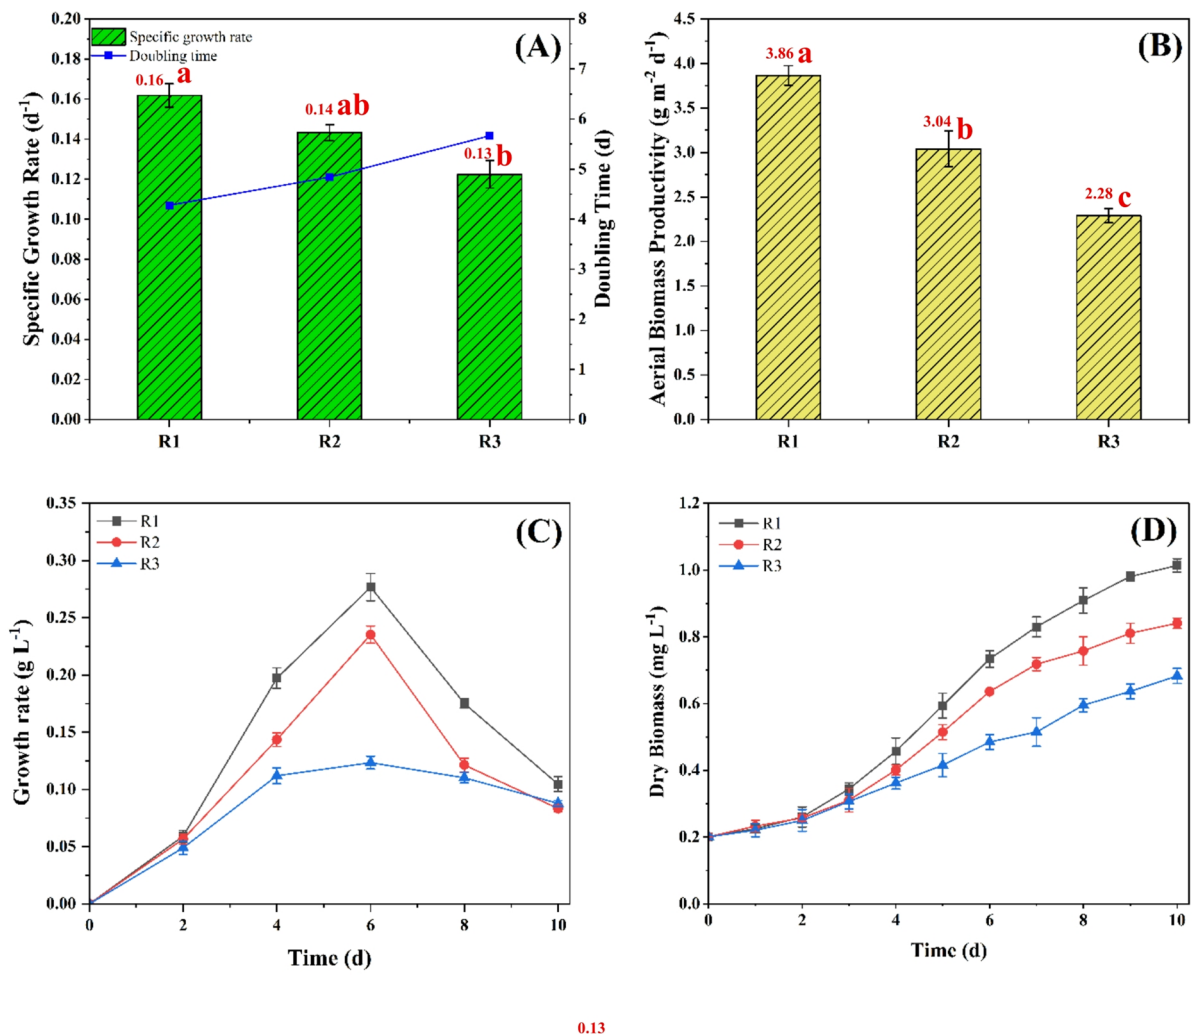 Specific growth rate
Doubling time
(A)
0.16 a
0.14 ab
0.13 b
0.20
0.18
0.16
0.14
0.12
0.10
0.08
0.06
0.04
0.02
0.00
Specific Growth Rate (d-1)
8
7
6
5
4
3
2
1
0
Doubling Time (d)
R1 R2 R3
(B)
3.86 a
3.04 b
2.28 c
4.5
4.0
3.5
3.0
2.5
2.0
1.5
1.0
0.5
0.0
Aerial Biomass Productivity (g m-2 d-1)
R1 R2 R3
(C)
R1
R2
R3
0.35
0.30
0.25
0.20
0.15
0.10
0.05
0.00
Growth rate (g L-1)
0 2 4 6 8 10
Time (d)
(D)
R1
R2
R3
1.2
1.0
0.8
0.6
0.4
0.2
0.0
Dry Biomass (mg L-1)
0 2 4 6 8 10
Time (d)
0.13